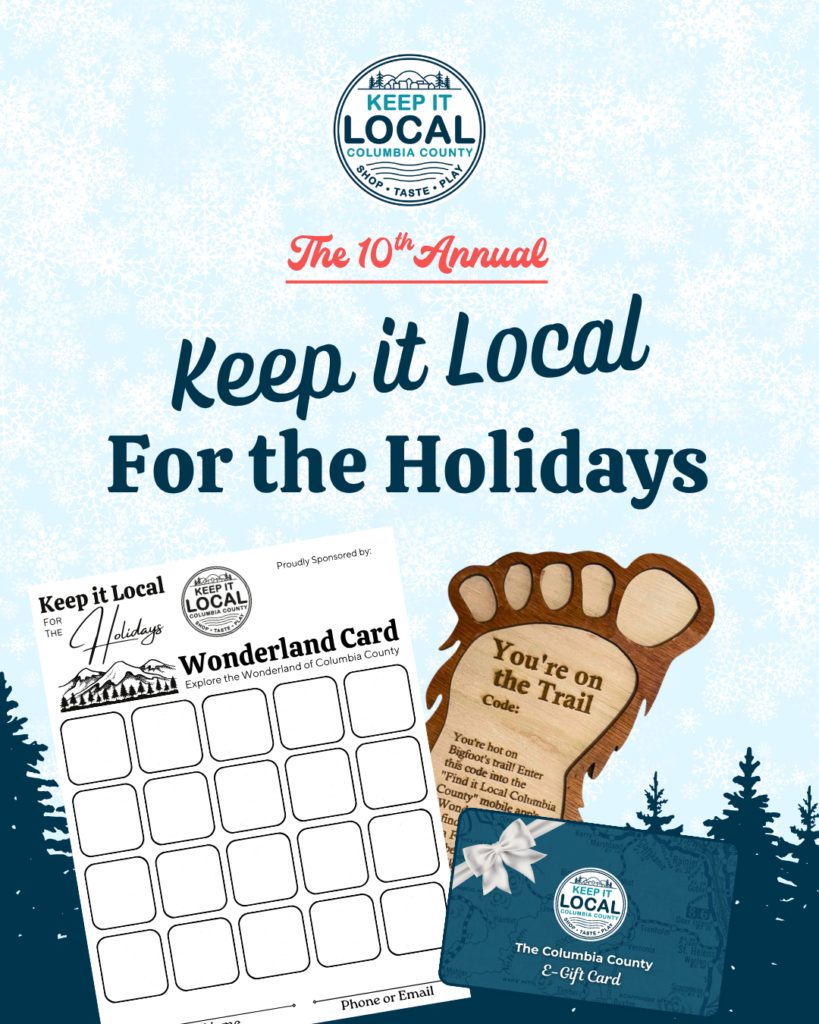 KEEP IT
LOCAL
COLUMBIA COUNTY
SHOP • TASTE • PLAY
The 10th Annual
Keep it Local
For the Holidays
Proudly Sponsored by:
Keep it Local
FOR
THE
Holidays
KEEP IT
LOCAL
COLUMBIA COUNTY
SHOP • TASTE • PLAY
Wonderland Card
Explore the Wonderland of Columbia County
Phone or Email
You're on
the Trail
Code:
You're hot on
Bigfoot's trail! Enter
this code into the
"Find it Local Columbia
County" mobile
KEEP IT
LOCAL
COLUMBIA COUNTY
SHOP • TASTE • PLAY
The Columbia County
E-Gift Card